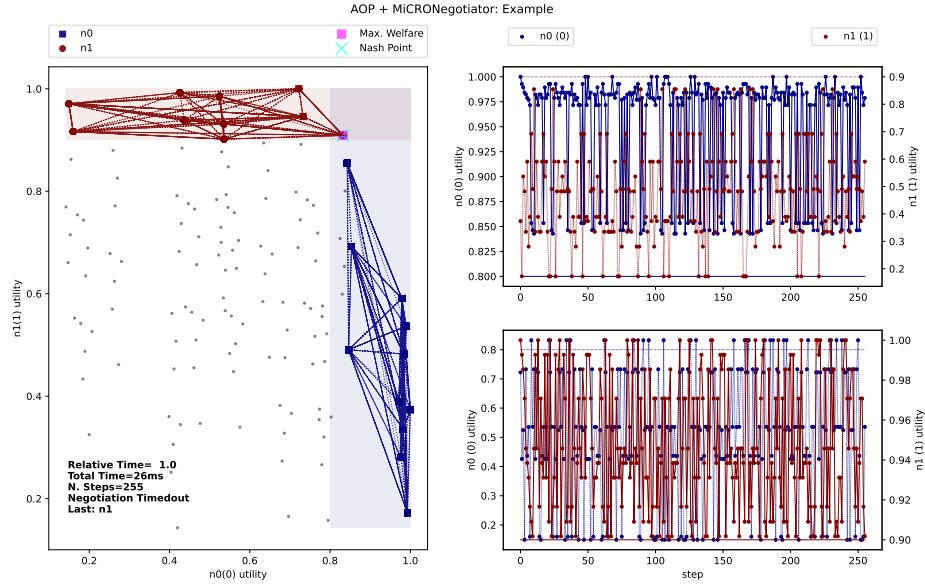 AOP + MiCRONegotiator: Example
n0
n1
Max. Welfare
Nash Point
n0 (0)
n1 (1)
1.0
0.8
0.6
0.4
0.2
n1(1) utility
Relative Time=  1.0
Total Time=26ms
N. Steps=255
Negotiation Timedout
Last: n1
0.2 0.4 0.6 0.8 1.0
n0(0) utility
1.000
0.975
0.950
0.925
0.900
0.875
0.850
0.825
0.800
n0 (0) utility
0.9
0.8
0.7
0.6
0.5
0.4
0.3
0.2
n1 (1) utility
0 50 100 150 200 250
0.8
0.7
0.6
0.5
0.4
0.3
0.2
n0 (0) utility
1.00
0.98
0.96
0.94
0.92
0.90
n1 (1) utility
0 50 100 150 200 250
step